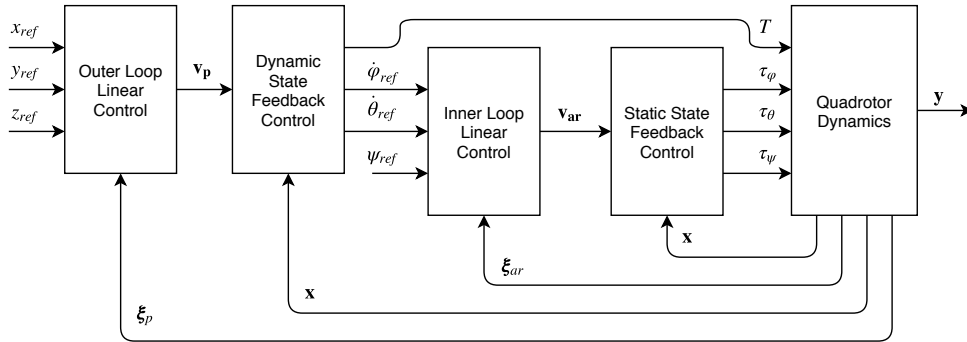 x_ref
y_ref
z_ref
Outer Loop
Linear
Control
v_p
Dynamic
State
Feedback
Control
φ̇_ref
θ̇_ref
ψ_ref
Inner Loop
Linear
Control
v_ar
Static State
Feedback
Control
T
τ_φ
τ_θ
τ_ψ
Quadrotor
Dynamics
y
x
ξ_ar
x
ξ_p